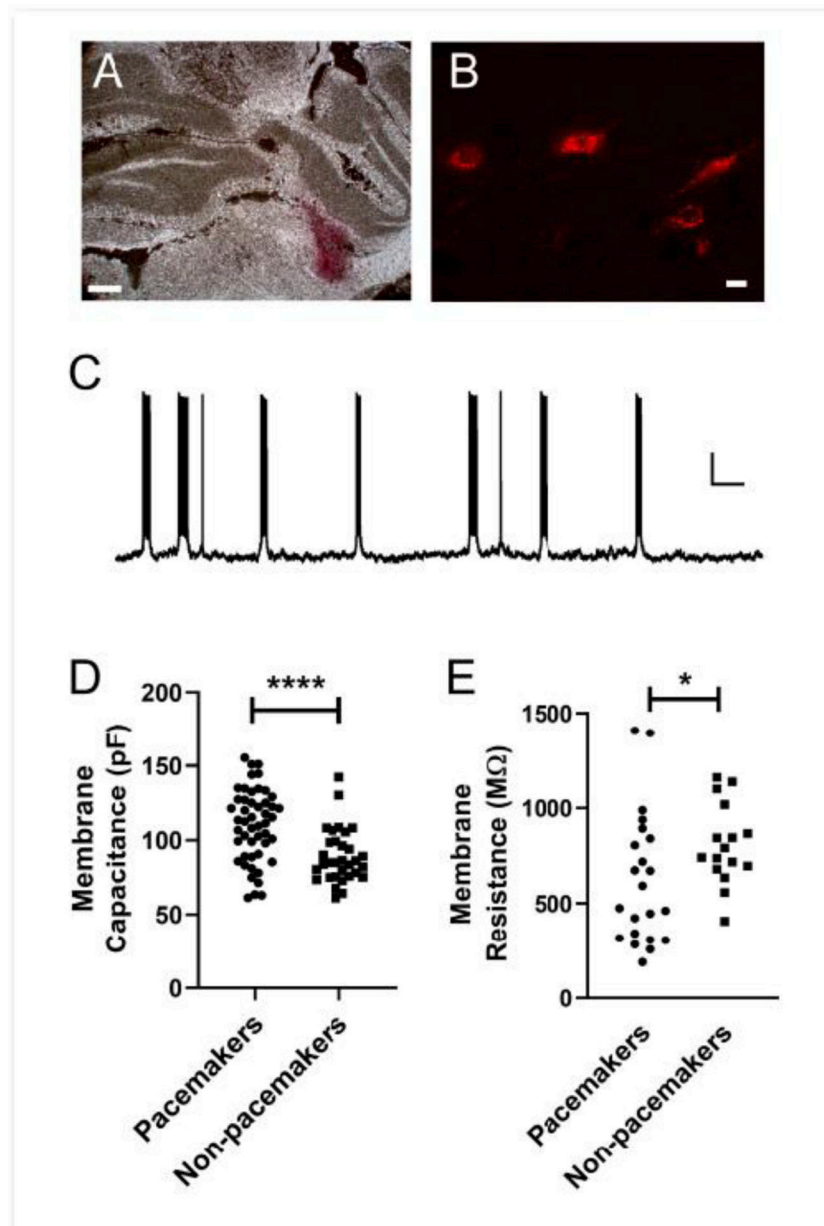 A
B
C
D
****
200
150
100
50
0
Membrane
Capacitance (pF)
Pacemakers
Non-pacemakers
E
*
1500
1000
500
0
Membrane
Resistance (MΩ)
Pacemakers
Non-pacemakers